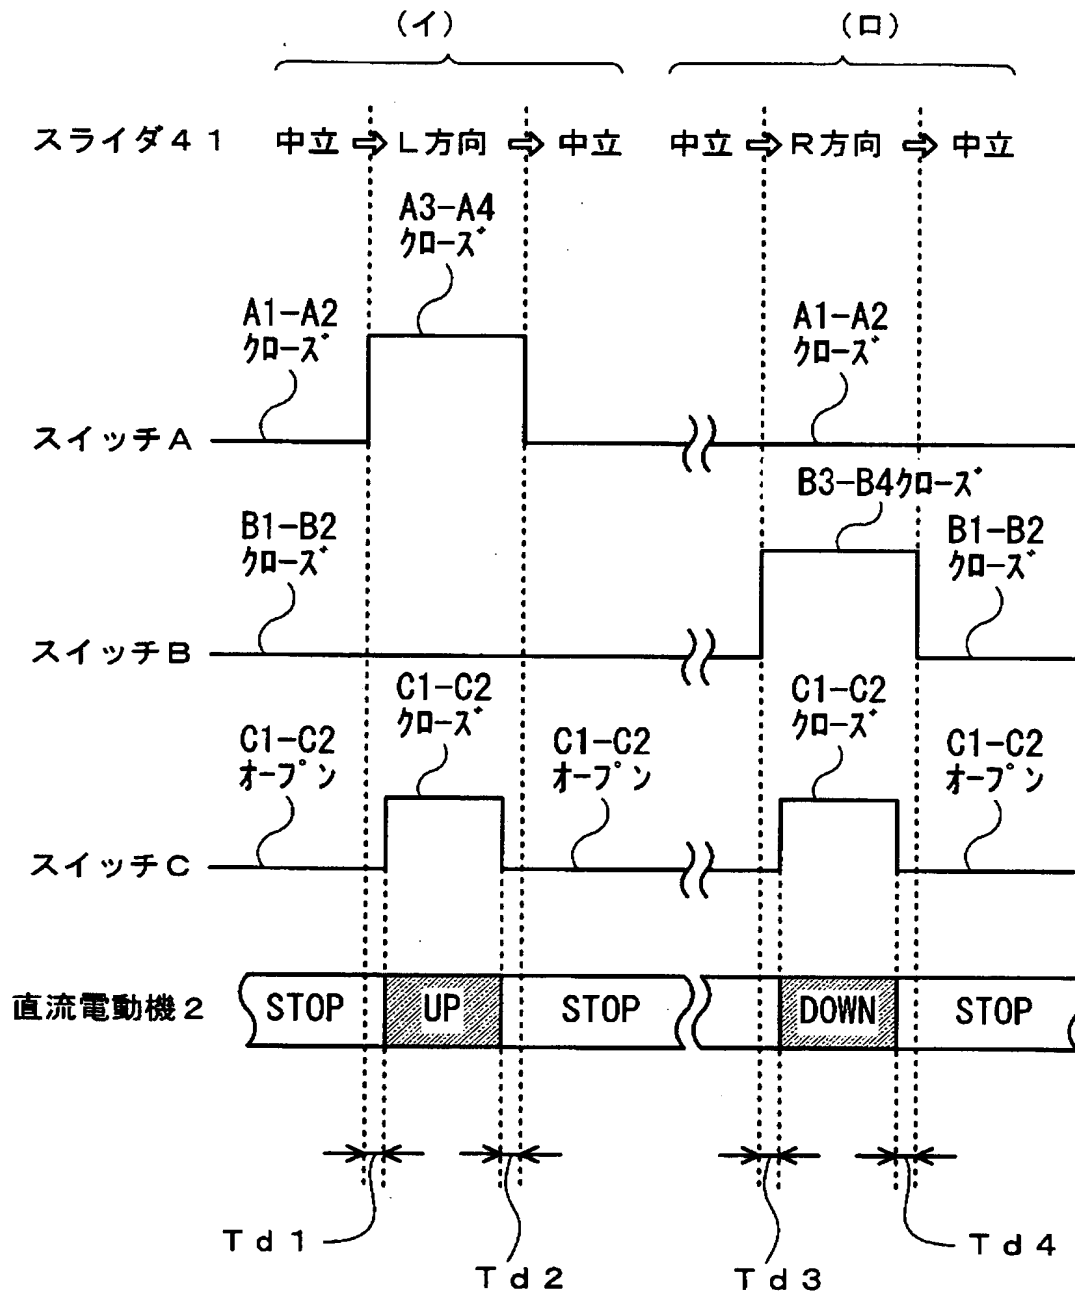 (イ)
(ロ)
スライダ41 中立 ⇨ L方向 ⇨ 中立 中立 ⇨ R方向 ⇨ 中立
A3-A4
クローズ
A1-A2
クローズ
A1-A2
クローズ
スイッチA
B3-B4クローズ
B1-B2
クローズ
B1-B2
クローズ
スイッチB
C1-C2
クローズ
C1-C2
クローズ
C1-C2
オープン
C1-C2
オープン
C1-C2
オープン
スイッチC
直流電動機2 STOP UP STOP DOWN STOP
Td1
Td2
Td3
Td4